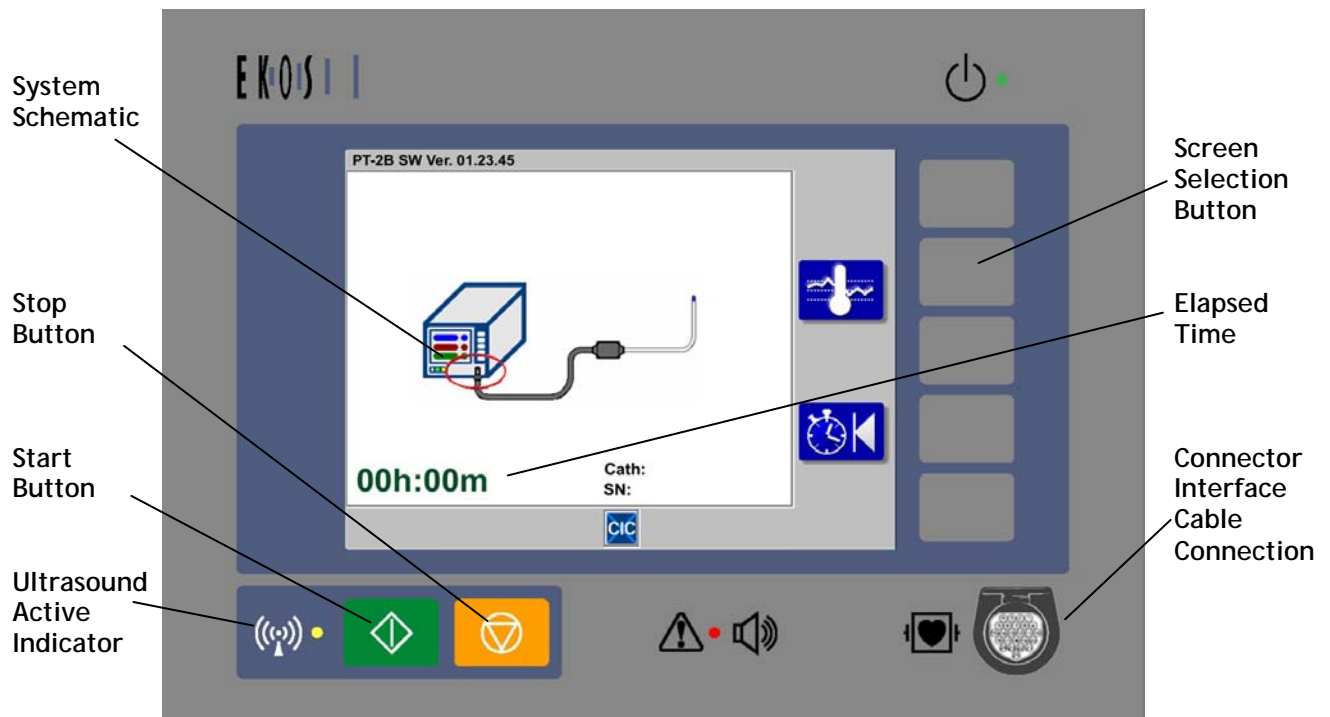 EKOS
System
Schematic
PT-2B SW Ver. 01.23.45
Screen
Selection
Button
Stop
Button
Elapsed
Time
Start
Button
00h:00m
Cath:
SN:
CIC
Connector
Interface
Cable
Connection
Ultrasound
Active
Indicator